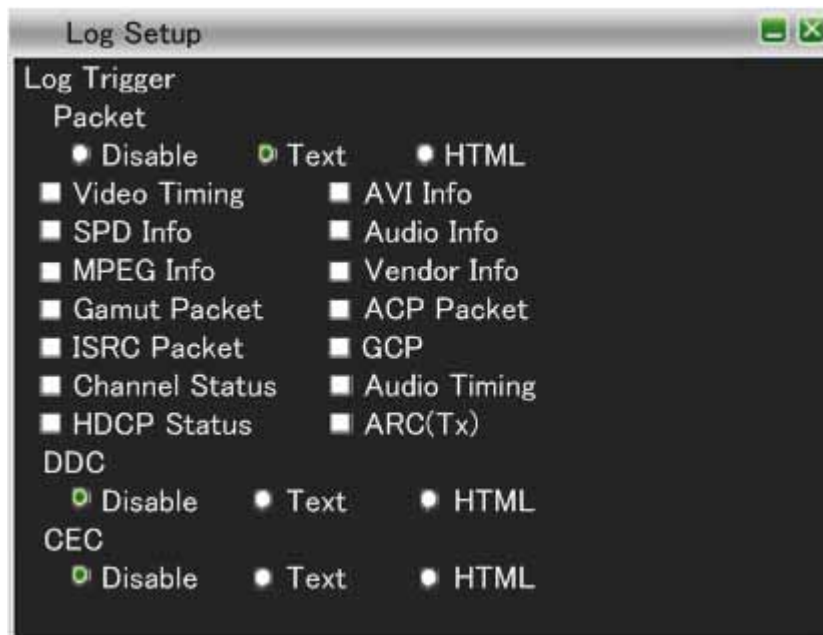 Log Setup
Log Trigger
Packet
Disable Text HTML
Video Timing AVI Info
SPD Info Audio Info
MPEG Info Vendor Info
Gamut Packet ACP Packet
ISRC Packet GCP
Channel Status Audio Timing
HDCP Status ARC(Tx)
DDC
Disable Text HTML
CEC
Disable Text HTML